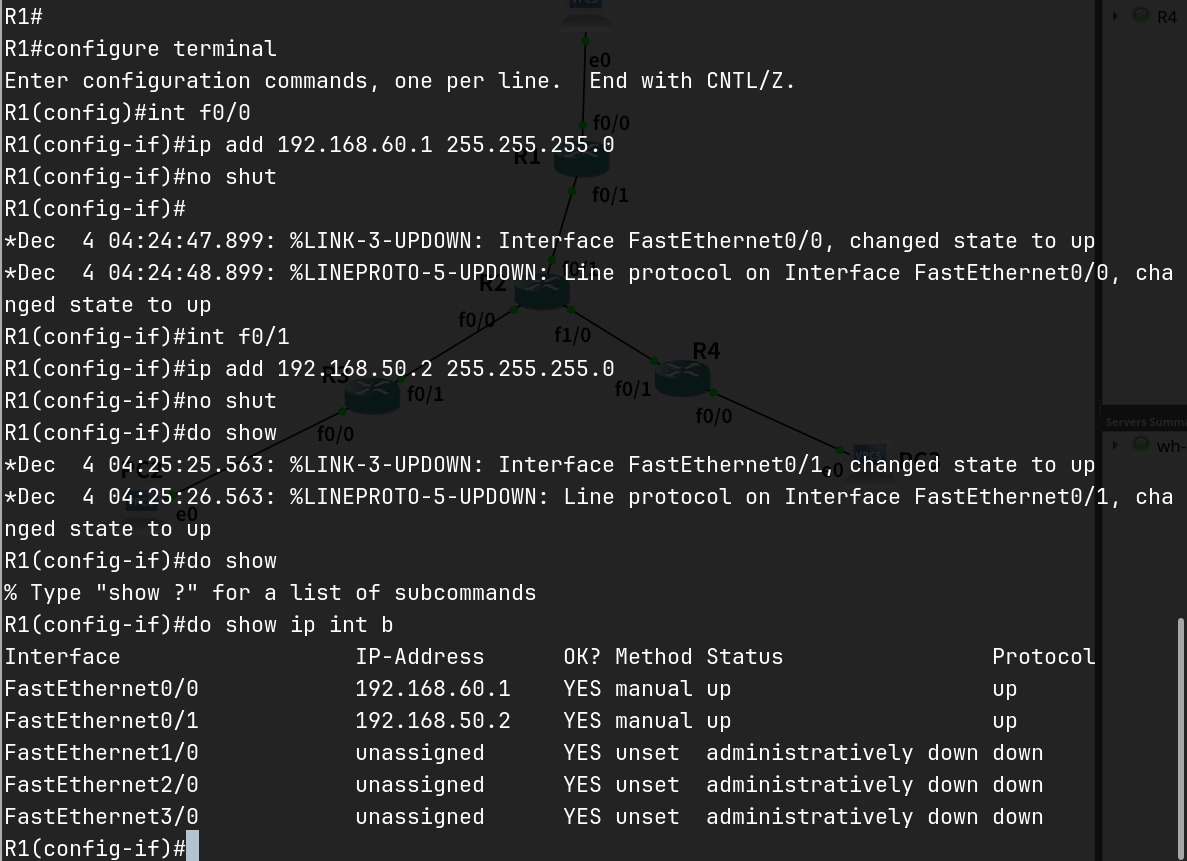 R1#
R1#configure terminal
Enter configuration commands, one per line.  End with CNTL/Z.
R1(config)#int f0/0
R1(config-if)#ip add 192.168.60.1 255.255.255.0
R1(config-if)#no shut
R1(config-if)#
*Dec  4 04:24:47.899: %LINK-3-UPDOWN: Interface FastEthernet0/0, changed state to up
*Dec  4 04:24:48.899: %LINEPROTO-5-UPDOWN: Line protocol on Interface FastEthernet0/0, cha
nged state to up
R1(config-if)#int f0/1
R1(config-if)#ip add 192.168.50.2 255.255.255.0
R1(config-if)#no shut
R1(config-if)#do show
*Dec  4 04:25:25.563: %LINK-3-UPDOWN: Interface FastEthernet0/1, changed state to up
*Dec  4 04:25:26.563: %LINEPROTO-5-UPDOWN: Line protocol on Interface FastEthernet0/1, cha
nged state to up
R1(config-if)#do show
% Type "show ?" for a list of subcommands
R1(config-if)#do show ip int b
Interface                  IP-Address      OK? Method Status                Protocol
FastEthernet0/0            192.168.60.1    YES manual up                    up
FastEthernet0/1            192.168.50.2    YES manual up                    up
FastEthernet1/0            unassigned      YES unset  administratively down down
FastEthernet2/0            unassigned      YES unset  administratively down down
FastEthernet3/0            unassigned      YES unset  administratively down down
R1(config-if)#
e0
f0/0
R1
f0/1
f0/1
R2
f0/0
f1/0
R3
f0/1
f0/0
R4
f0/1
f0/0
PC2
e0
e0
R4
Servers Summa
wh-